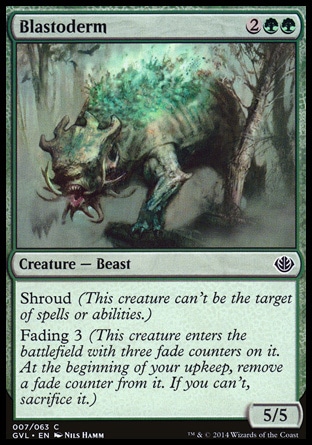 Blastoderm 2
Creature — Beast
Shroud (This creature can't be the target
of spells or abilities.)
Fading 3 (This creature enters the
battlefield with three fade counters on it.
At the beginning of your upkeep, remove
a fade counter from it. If you can't,
sacrifice it.)
5/5
007/063 C
GVL • EN Nils Hamm
™ & © 2014 Wizards of the Coast